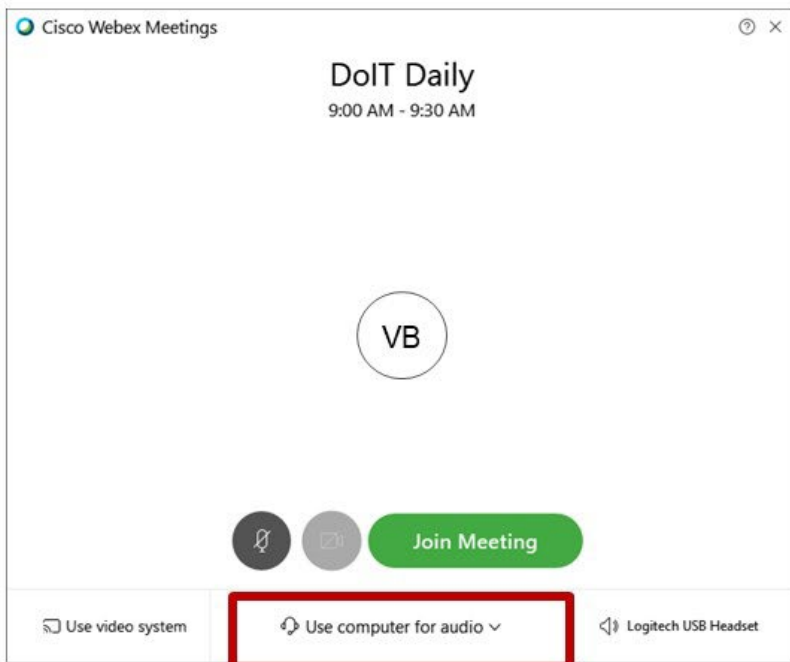 Cisco Webex Meetings
DoIT Daily
9:00 AM - 9:30 AM
VB
Join Meeting
Use video system
Use computer for audio
Logitech USB Headset